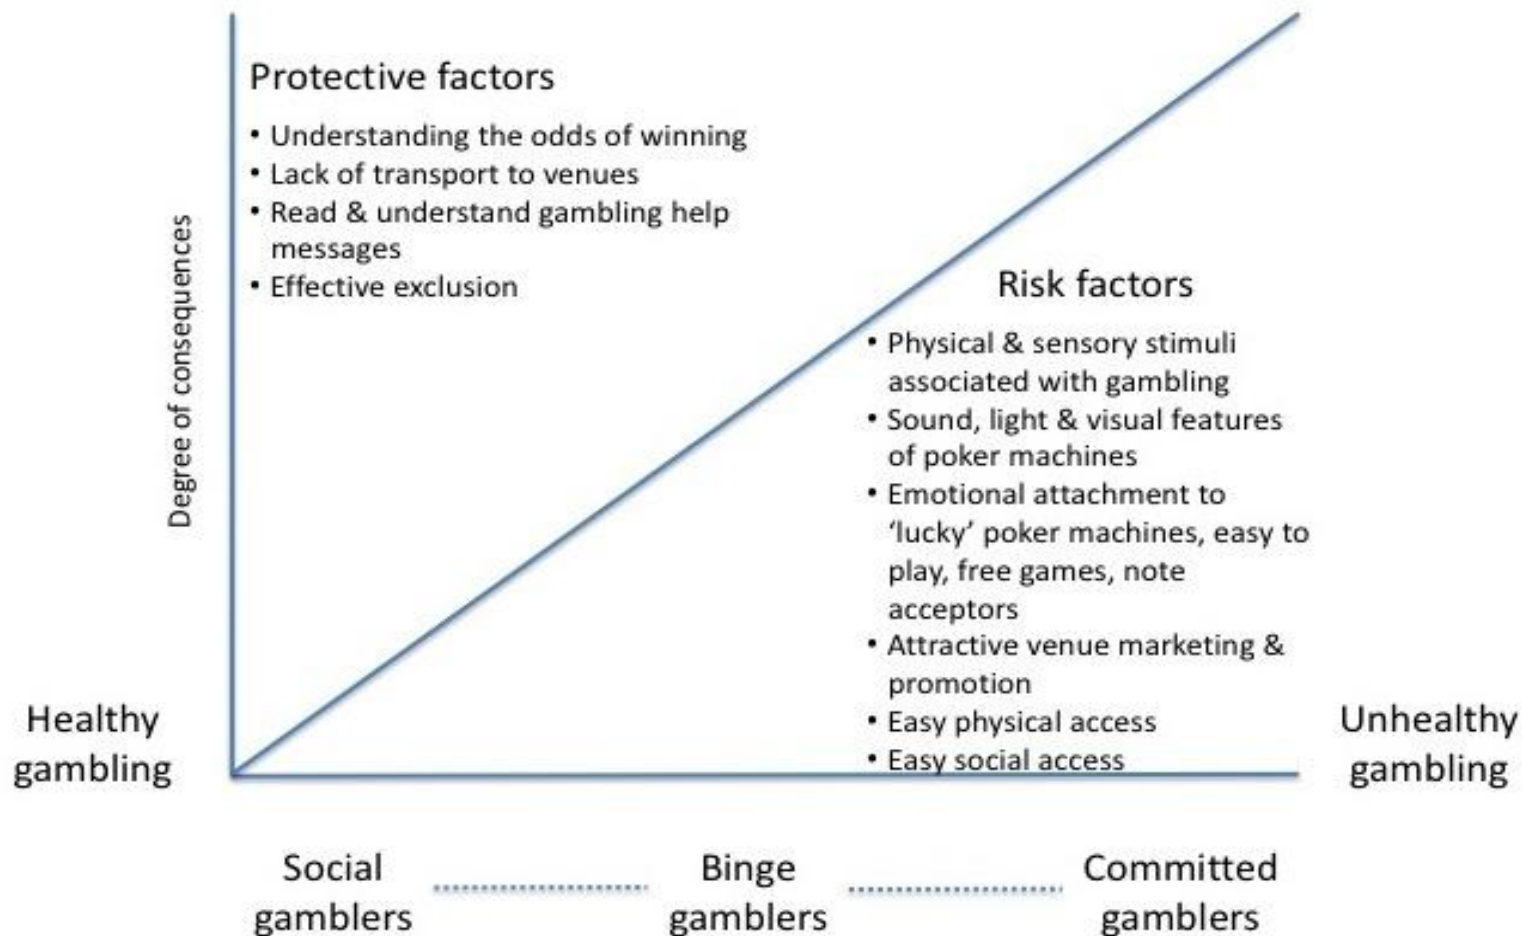 Protective factors
• Understanding the odds of winning
• Lack of transport to venues
• Read & understand gambling help
messages
• Effective exclusion
Degree of consequences
Risk factors
• Physical & sensory stimuli
associated with gambling
• Sound, light & visual features
of poker machines
• Emotional attachment to
‘lucky’ poker machines, easy to
play, free games, note
acceptors
• Attractive venue marketing &
promotion
• Easy physical access
• Easy social access
Healthy
gambling
Unhealthy
gambling
Social
gamblers
Binge
gamblers
Committed
gamblers